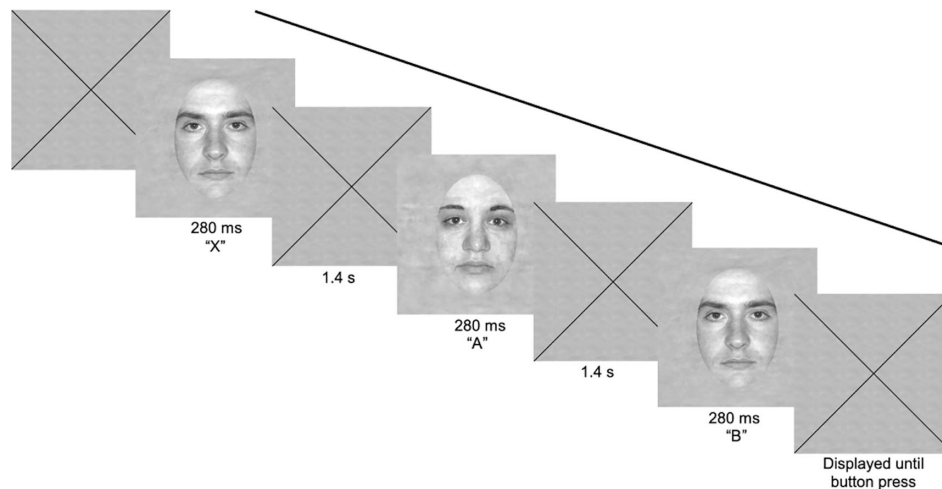 280 ms
“X”
1.4 s
280 ms
“A”
1.4 s
280 ms
“B”
Displayed until
button press